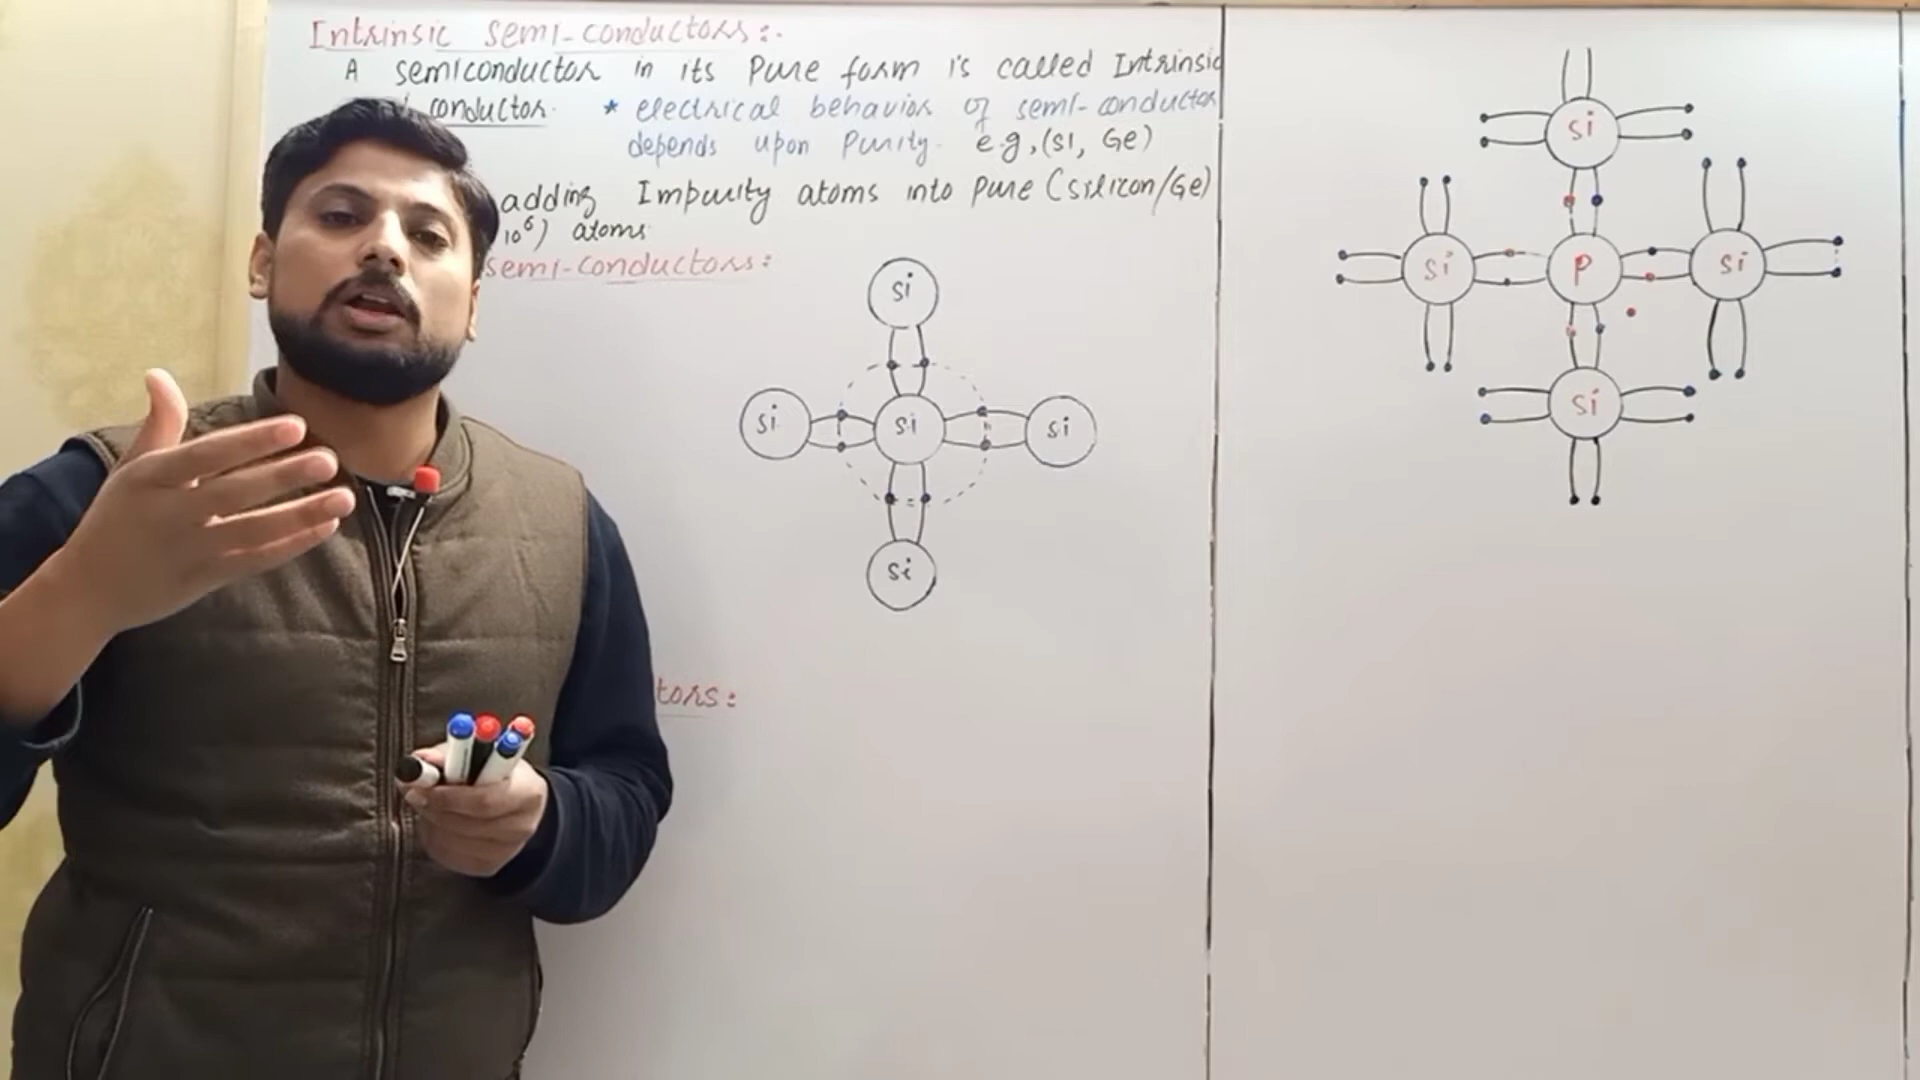 Intrinsic semi-conductors:-
A semiconductor in its Pure form is called Intrinsic
conductor. * electrical behavior of semi-conductor
depends upon Purity. e.g,(si, Ge)
adding Impurity atoms into pure (silicon/Ge)
10⁶) atoms
semi-conductors:
si
si si si
si
tors:
si
si P si
si